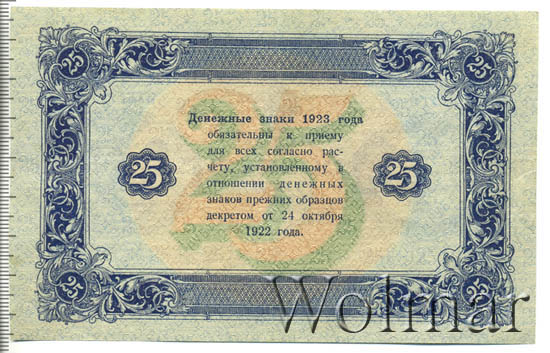 25 25
Денежные знаки 1923 года
обязательны к приему
для всех согласно рас-
чету, установленному в
отношении денежных
знаков прежних образцов
декретом от 24 октября
1922 года.
25 25
25
25 25
Wolmar